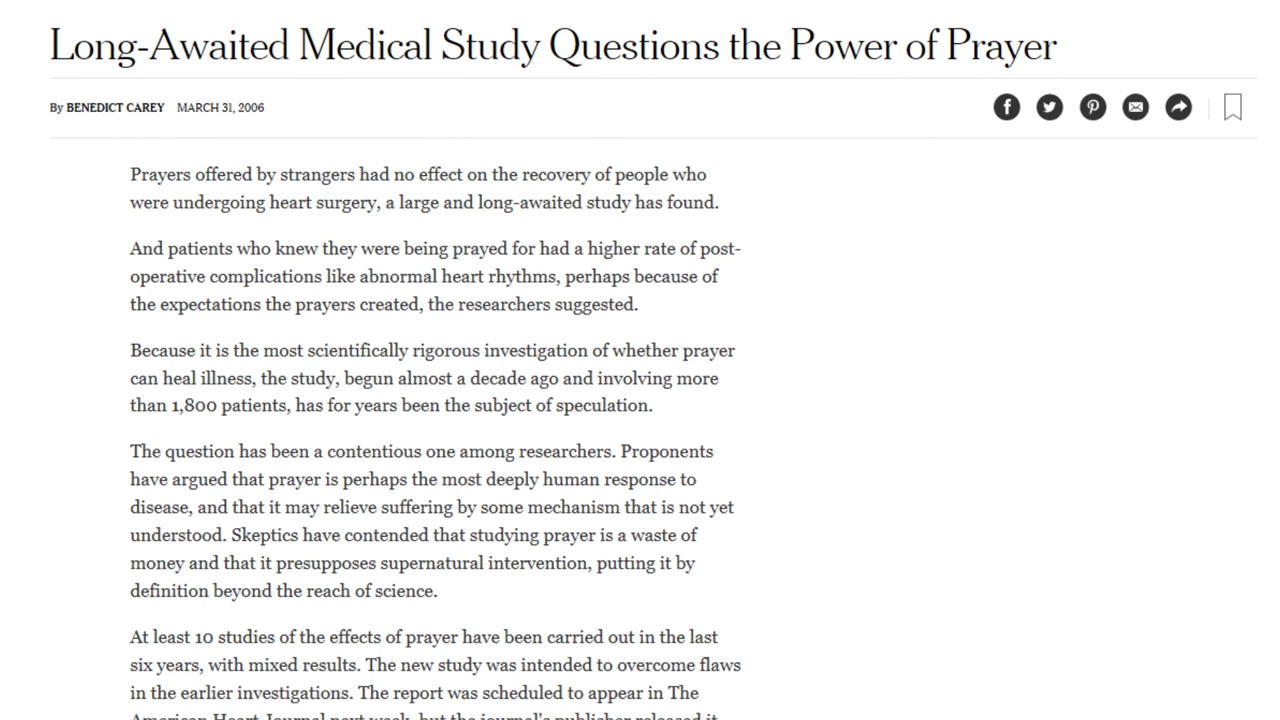 Long-Awaited Medical Study Questions the Power of Prayer
By BENEDICT CAREY MARCH 31, 2006
Prayers offered by strangers had no effect on the recovery of people who
were undergoing heart surgery, a large and long-awaited study has found.
And patients who knew they were being prayed for had a higher rate of post-
operative complications like abnormal heart rhythms, perhaps because of
the expectations the prayers created, the researchers suggested.
Because it is the most scientifically rigorous investigation of whether prayer
can heal illness, the study, begun almost a decade ago and involving more
than 1,800 patients, has for years been the subject of speculation.
The question has been a contentious one among researchers. Proponents
have argued that prayer is perhaps the most deeply human response to
disease, and that it may relieve suffering by some mechanism that is not yet
understood. Skeptics have contended that studying prayer is a waste of
money and that it presupposes supernatural intervention, putting it by
definition beyond the reach of science.
At least 10 studies of the effects of prayer have been carried out in the last
six years, with mixed results. The new study was intended to overcome flaws
in the earlier investigations. The report was scheduled to appear in The
American Heart Journal next week, but the journal's publisher released it